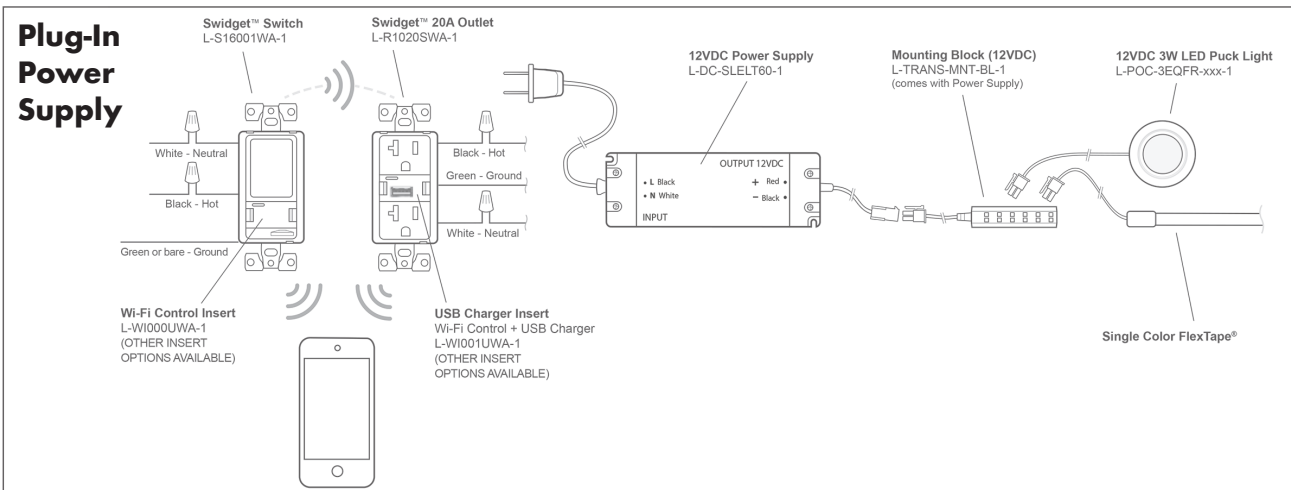 Plug-In
Power
Supply
Swidget™ Switch
L-S16001WA-1
Swidget™ 20A Outlet
L-R1020SWA-1
12VDC Power Supply
L-DC-SLELT60-1
Mounting Block (12VDC)
L-TRANS-MNT-BL-1
(comes with Power Supply)
12VDC 3W LED Puck Light
L-POC-3EQFR-xxx-1
White - Neutral
Black - Hot
Green or bare - Ground
Black - Hot
Green - Ground
White - Neutral
OUTPUT 12VDC
• L Black
• N White
+ Red •
− Black •
INPUT
Wi-Fi Control Insert
L-WI000UWA-1
(OTHER INSERT
OPTIONS AVAILABLE)
USB Charger Insert
Wi-Fi Control + USB Charger
L-WI001UWA-1
(OTHER INSERT
OPTIONS AVAILABLE)
Single Color FlexTape®